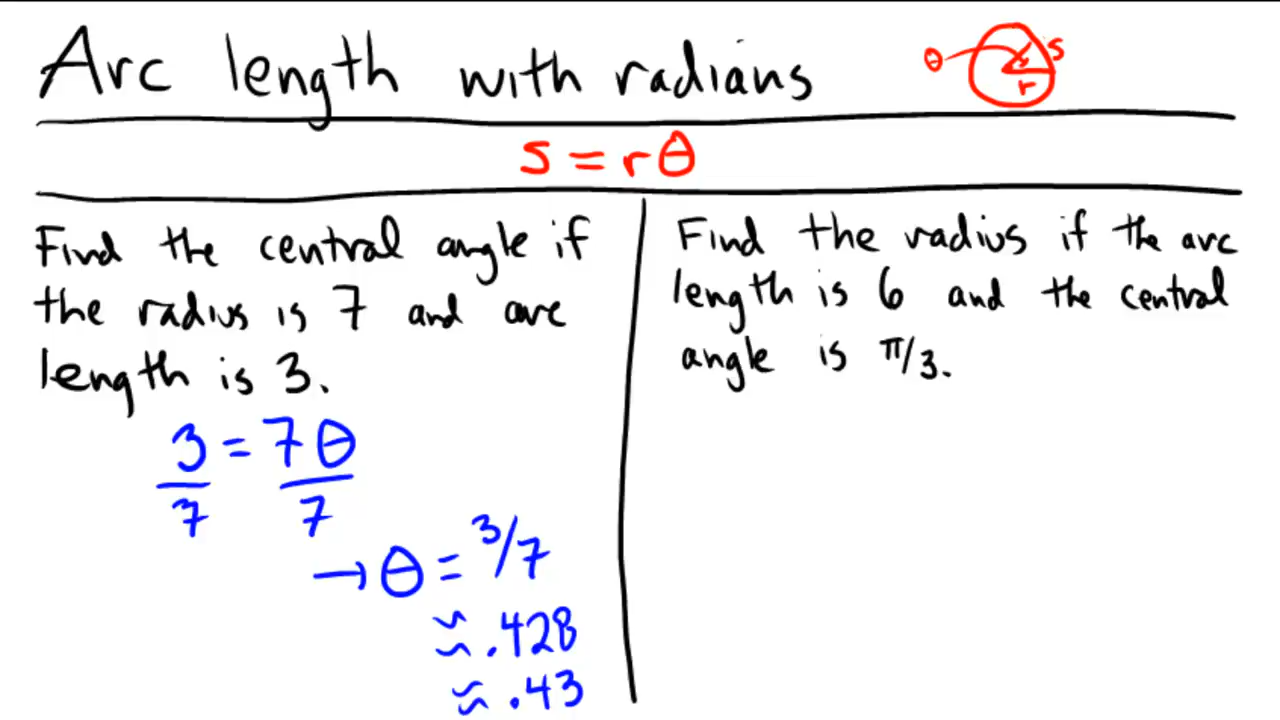 Arc length with radians
θ s
r
s = rθ
Find the central angle if
the radius is 7 and arc
length is 3.
3 = 7θ
7 7
→ θ = 3/7
≈ .428
≈ .43
Find the radius if the arc
length is 6 and the central
angle is π/3.